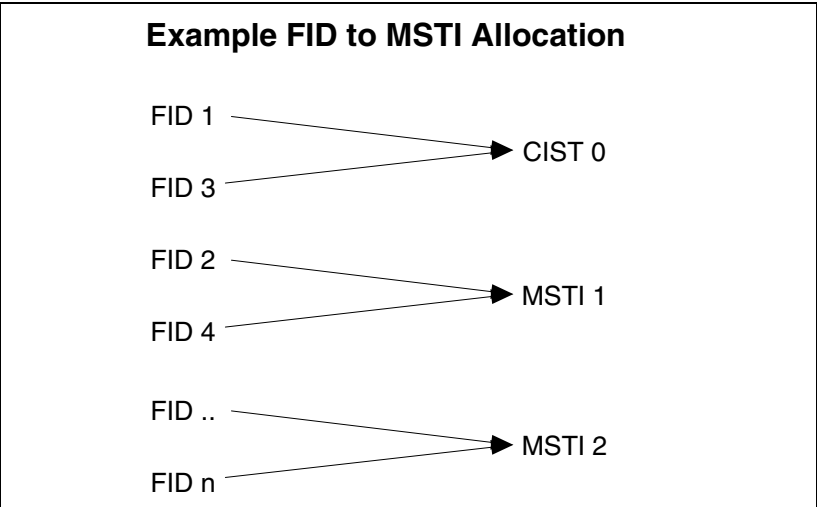 Example FID to MSTI Allocation
FID 1
CIST 0
FID 3
FID 2
MSTI 1
FID 4
FID ..
MSTI 2
FID n